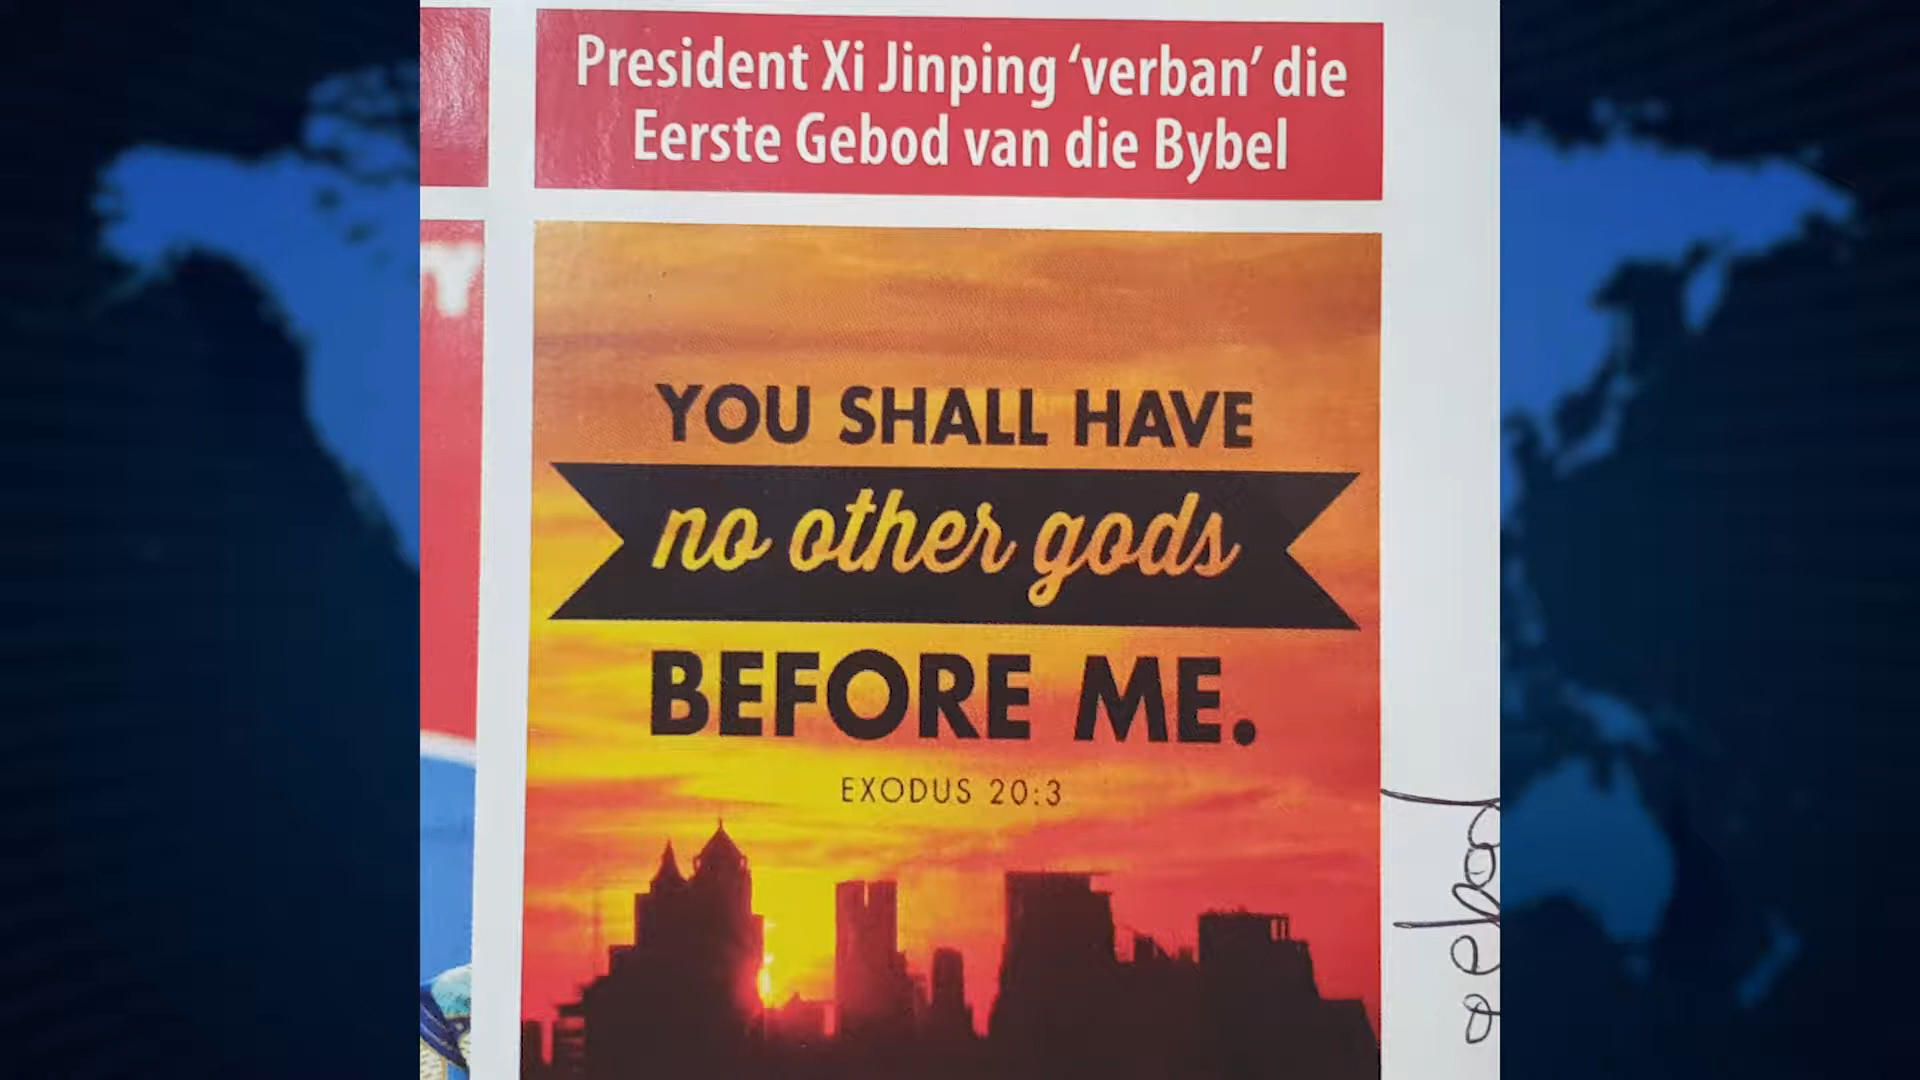 President Xi Jinping ‘verban’ die
Eerste Gebod van die Bybel
YOU SHALL HAVE
no other gods
BEFORE ME.
EXODUS 20:3